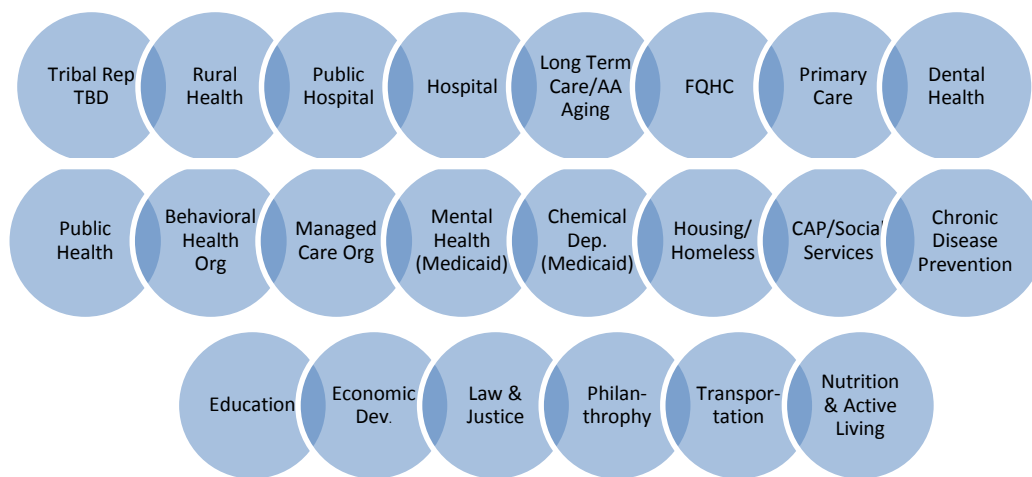 Tribal Rep
TBD
Rural
Health
Public
Hospital
Hospital
Long Term
Care/AA
Aging
FQHC
Primary
Care
Dental
Health
Public
Health
Behavioral
Health
Org
Managed
Care Org
Mental
Health
(Medicaid)
Chemical
Dep.
(Medicaid)
Housing/
Homeless
CAP/Social
Services
Chronic
Disease
Prevention
Education
Economic
Dev.
Law &
Justice
Philan-
throphy
Transpor-
tation
Nutrition
& Active
Living